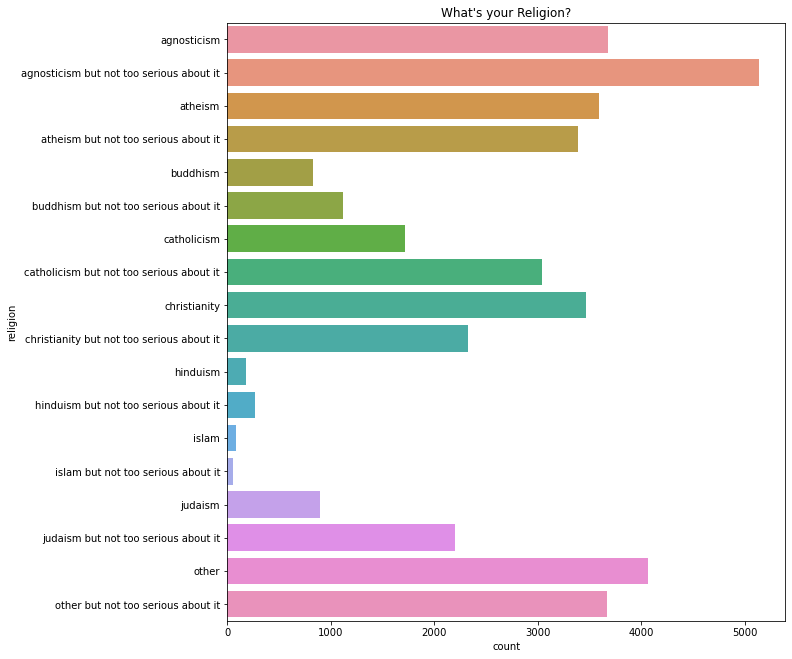 What's your Religion?
agnosticism
agnosticism but not too serious about it
atheism
atheism but not too serious about it
buddhism
buddhism but not too serious about it
catholicism
catholicism but not too serious about it
christianity
christianity but not too serious about it
hinduism
hinduism but not too serious about it
islam
islam but not too serious about it
judaism
judaism but not too serious about it
other
other but not too serious about it
religion
0 1000 2000 3000 4000 5000
count